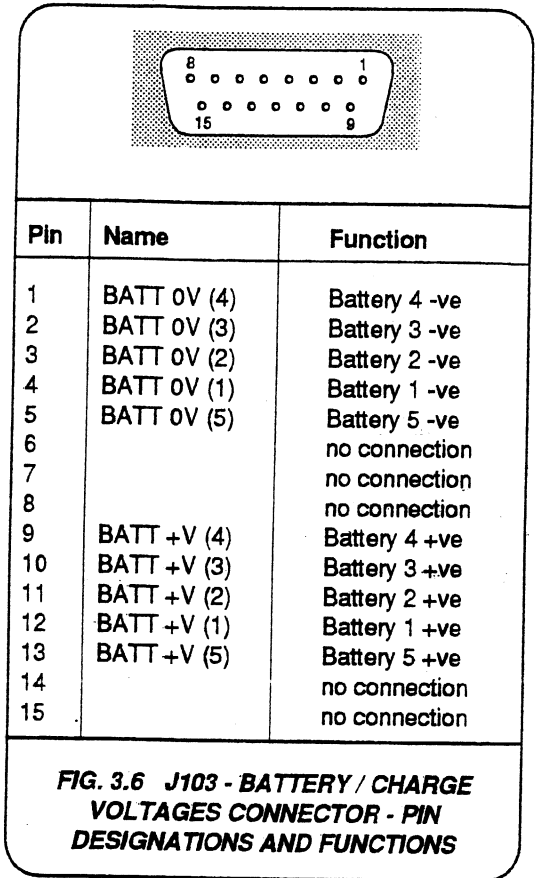 8 1
15 9
Pin Name Function
1 BATT 0V (4) Battery 4 -ve
2 BATT 0V (3) Battery 3 -ve
3 BATT 0V (2) Battery 2 -ve
4 BATT 0V (1) Battery 1 -ve
5 BATT 0V (5) Battery 5 -ve
6 no connection
7 no connection
8 no connection
9 BATT +V (4) Battery 4 +ve
10 BATT +V (3) Battery 3 +ve
11 BATT +V (2) Battery 2 +ve
12 BATT +V (1) Battery 1 +ve
13 BATT +V (5) Battery 5 +ve
14 no connection
15 no connection
FIG. 3.6 J103 - BATTERY / CHARGE
VOLTAGES CONNECTOR - PIN
DESIGNATIONS AND FUNCTIONS